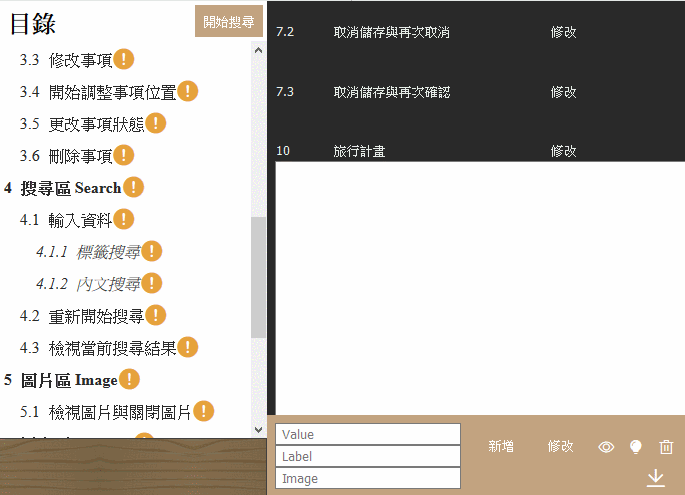 目錄
開始搜尋
3.3 修改事項
3.4 開始調整事項位置
3.5 更改事項狀態
3.6 刪除事項
4 搜尋區 Search
4.1 輸入資料
4.1.1 標籤搜尋
4.1.2 內文搜尋
4.2 重新開始搜尋
4.3 檢視當前搜尋結果
5 圖片區 Image
5.1 檢視圖片與關閉圖片
7.2 取消儲存與再次取消 修改
7.3 取消儲存與再次確認 修改
10 旅行計畫 修改
Value
Label
Image
新增 修改